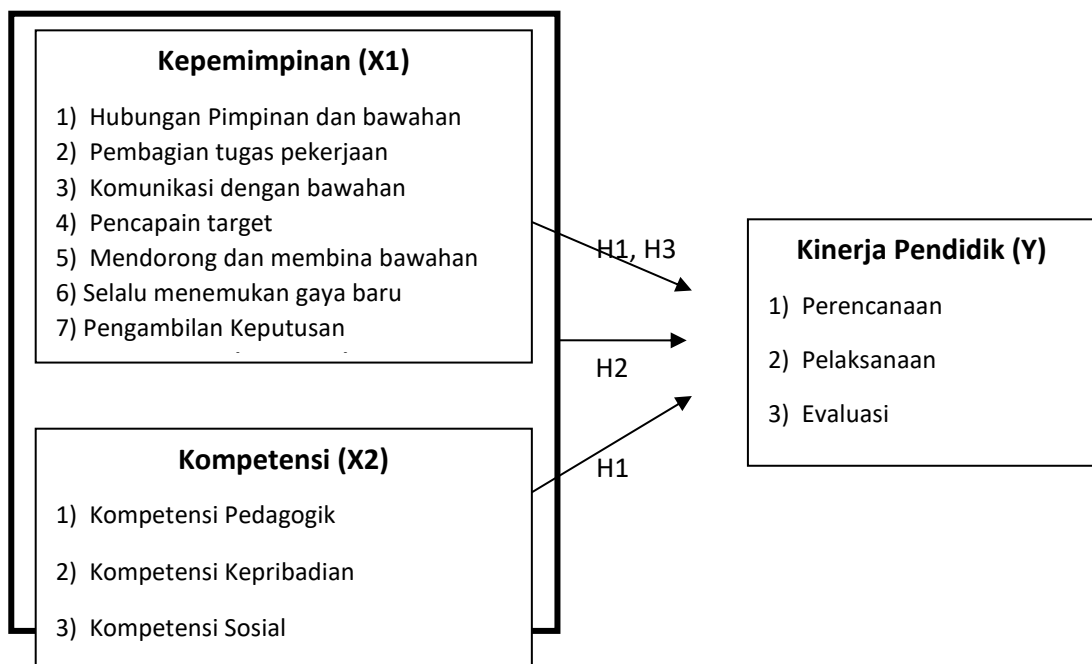 Kepemimpinan (X1)
1) Hubungan Pimpinan dan bawahan
2) Pembagian tugas pekerjaan
3) Komunikasi dengan bawahan
4) Pencapain target
5) Mendorong dan membina bawahan
6) Selalu menemukan gaya baru
7) Pengambilan Keputusan
H1, H3
H2
H1
Kinerja Pendidik (Y)
1) Perencanaan
2) Pelaksanaan
3) Evaluasi
Kompetensi (X2)
1) Kompetensi Pedagogik
2) Kompetensi Kepribadian
3) Kompetensi Sosial